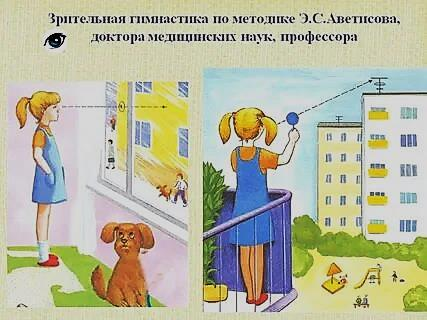 Зрительная гимнастика по методике Э.С.Аветисова,
доктора медицинских наук, профессора